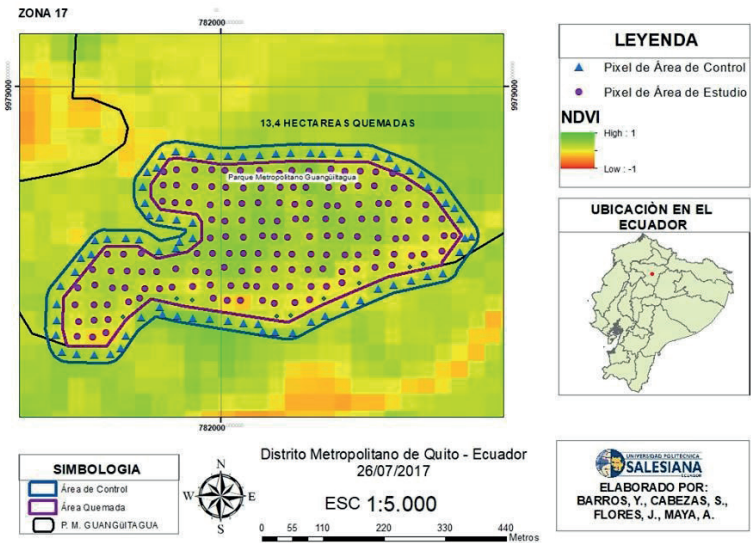 ZONA 17
782000
9979000
9979000
13,4 HECTAREAS QUEMADAS
Parque Metropolitano Guangüiltagua
782000
LEYENDA
Pixel de Área de Control
Pixel de Área de Estudio
NDVI
High : 1
Low : -1
UBICACIÒN EN EL
ECUADOR
SIMBOLOGIA
Área de Control
Área Quemada
P. M. GUANGüilTAGUA
N
W E
S
Distrito Metropolitano de Quito - Ecuador
26/07/2017
ESC 1:5.000
0 55 110 220 330 440
Metros
UNIVERSIDAD POLITECNICA
SALESIANA
ECUADOR
ELABORADO POR:
BARROS, Y., CABEZAS, S.,
FLORES, J., MAYA, A.